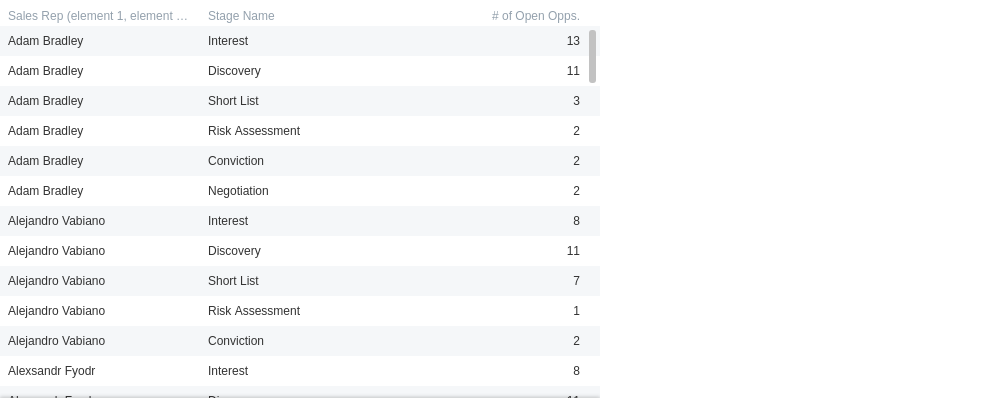 Sales Rep (element 1, element … Stage Name # of Open Opps.
Adam Bradley Interest 13
Adam Bradley Discovery 11
Adam Bradley Short List 3
Adam Bradley Risk Assessment 2
Adam Bradley Conviction 2
Adam Bradley Negotiation 2
Alejandro Vabiano Interest 8
Alejandro Vabiano Discovery 11
Alejandro Vabiano Short List 7
Alejandro Vabiano Risk Assessment 1
Alejandro Vabiano Conviction 2
Alexsandr Fyodr Interest 8